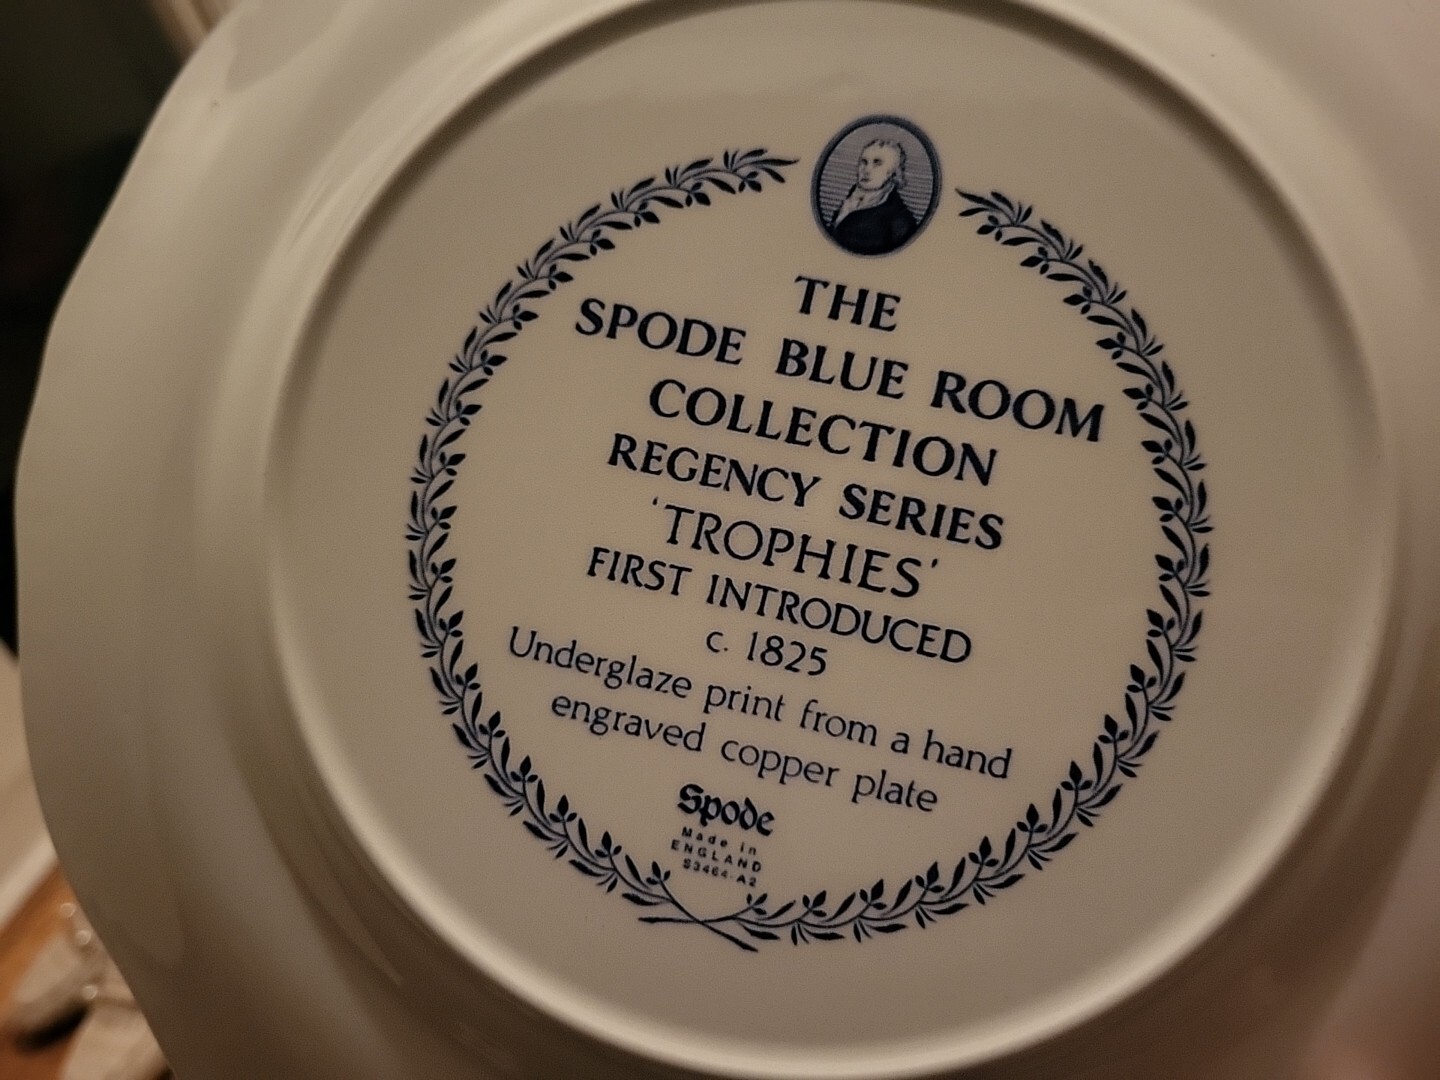 THE
SPODE BLUE ROOM
COLLECTION
REGENCY SERIES
'TROPHIES'
FIRST INTRODUCED
c. 1825
Underglaze print from a hand
engraved copper plate
Spode
Made in
ENGLAND
S3464-A2